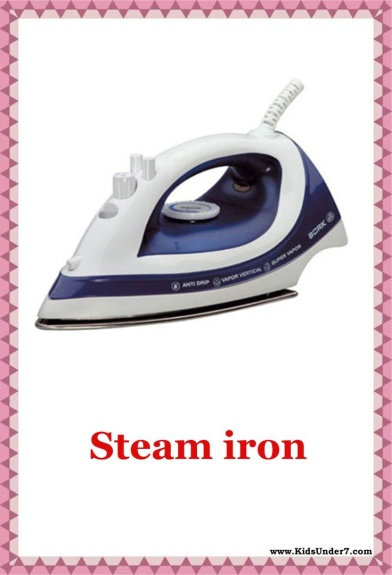 BORK
ANTI DRIP VAPOR VERTICAL SUPER VAPOR
Steam iron
www.KidsUnder7.com